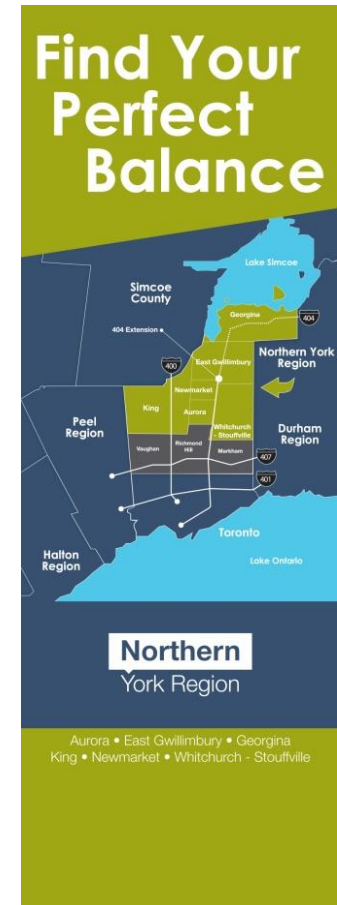 Find Your
Perfect
Balance
Lake Simcoe
Simcoe
County
Georgina
404
404 Extension
Northern York
Region
East Gwillimbury
400
Newmarket
King
Aurora
Peel
Region
Whitchurch
- Stouffville
Durham
Region
Vaughan
Richmond
Hill
Markham
407
401
Toronto
Halton
Region
Lake Ontario
Northern
York Region
Aurora • East Gwillimbury • Georgina
King • Newmarket • Whitchurch - Stouffville